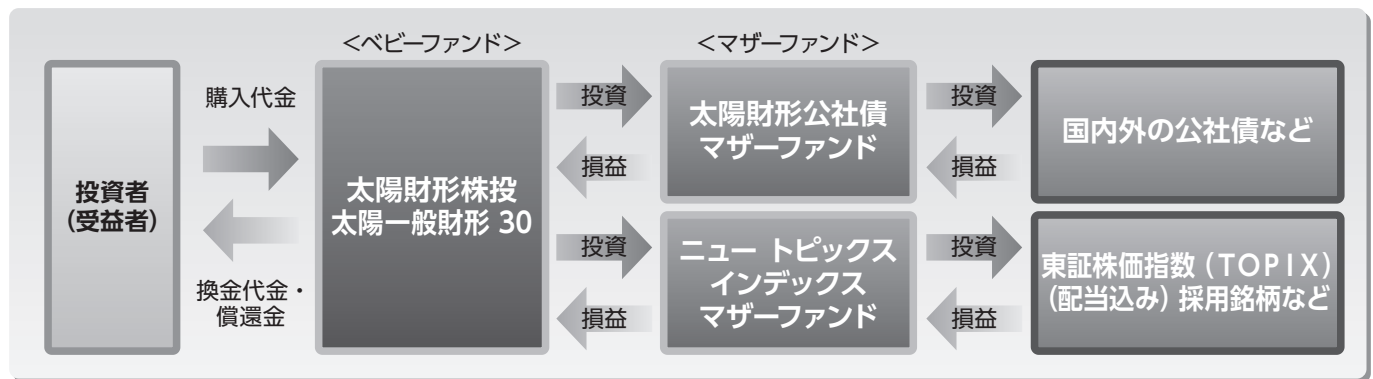 <ベビーファンド>
<マザーファンド>
投資者
(受益者)
購入代金
換金代金・
償還金
太陽財形株投
太陽一般財形 30
投資
損益
投資
損益
太陽財形公社債
マザーファンド
ニュー トピックス
インデックス
マザーファンド
投資
損益
投資
損益
国内外の公社債など
東証株価指数(TOPIX)
(配当込み)採用銘柄など